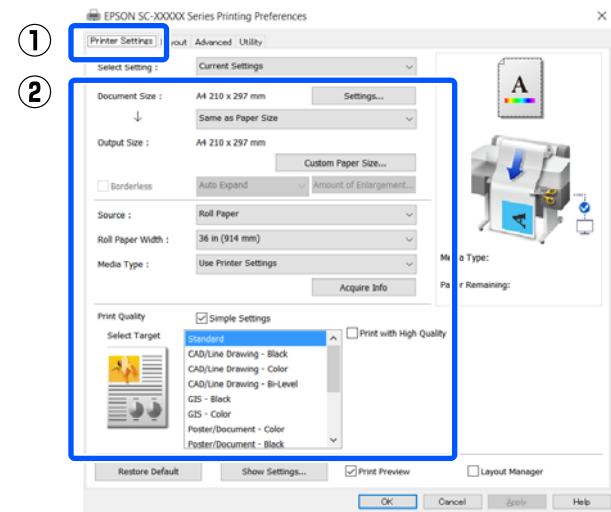 EPSON SC-XXXXX Series Printing Preferences
1
Printer Settings Layout Advanced Utility
2
Select Setting : Current Settings
Document Size : A4 210 x 297 mm Settings...
Same as Paper Size
Output Size : A4 210 x 297 mm
Custom Paper Size...
Borderless Auto Expand Amount of Enlargement...
Source : Roll Paper
Roll Paper Width : 36 in (914 mm)
Media Type : Use Printer Settings
Acquire Info
A
A
Media Type:
Paper Remaining:
Print Quality Simple Settings
Select Target
Standard
CAD/Line Drawing - Black
CAD/Line Drawing - Color
CAD/Line Drawing - Bi-Level
GIS - Black
GIS - Color
Poster/Document - Color
Poster/Document - Black
Print with High Quality
Restore Default Show Settings... Print Preview Layout Manager
OK Cancel Apply Help